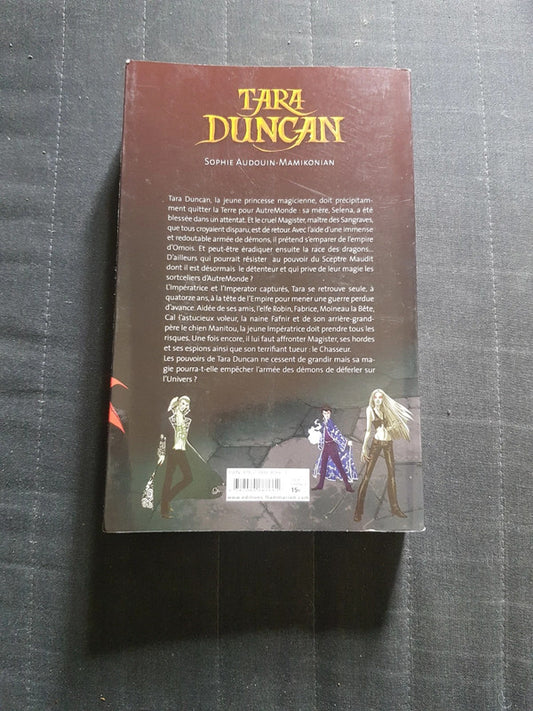 TARA
DUNCAN
SOPHIE AUDOUIN-MAMIKONIAN
Tara Duncan, la jeune princesse magicienne, doit précipitam-
ment quitter la Terre pour AutreMonde : sa mère, Selena, a été
blessée dans un attentat. Et le cruel Magister, maître des Sangraves,
que tous croyaient disparu, est de retour. Avec l'aide d'une immense
et redoutable armée de démons, il prétend s'emparer de l'empire
d'Omois. Et peut-être éradiquer ensuite la race des dragons...
D'ailleurs qui pourrait résister au pouvoir du Sceptre Maudit
dont il est désormais le détenteur et qui prive de leur magie les
sortceliers d'AutreMonde ?
L'Impératrice et l'Imperator capturés, Tara se retrouve seule, à
quatorze ans, à la tête de l'Empire pour mener une guerre perdue
d'avance. Aidée de ses amis, l'elfe Robin, Fabrice, Moineau la Bête,
Cal l'astucieux voleur, la naine Fafnir et de son arrière-grand-
père le chien Manitou, la jeune Impératrice doit prendre tous les
risques. Une fois encore, il lui faut affronter Magister, ses hordes
et ses espions ainsi que son terrifiant tueur : le Chasseur.
Les pouvoirs de Tara Duncan ne cessent de grandir mais sa ma-
gie pourra-t-elle empêcher l'armée des démons de déferler sur
l'Univers ?
15€